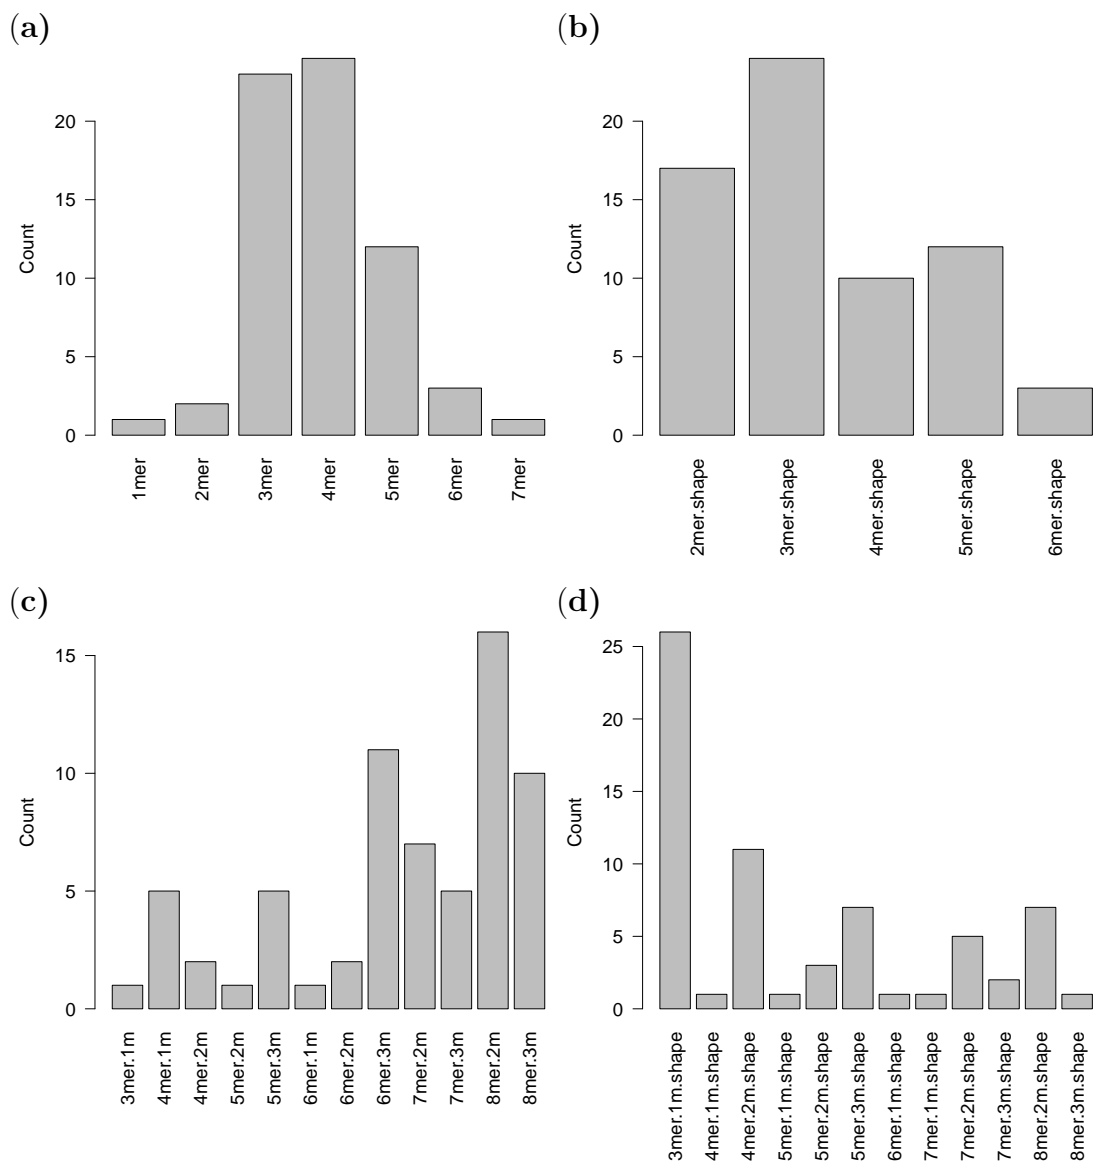 (a)
Count
20
15
10
5
0
1mer
2mer
3mer
4mer
5mer
6mer
7mer
(b)
Count
20
15
10
5
0
2mer.shape
3mer.shape
4mer.shape
5mer.shape
6mer.shape
(c)
Count
15
10
5
0
3mer.1m
4mer.1m
4mer.2m
5mer.2m
5mer.3m
6mer.1m
6mer.2m
6mer.3m
7mer.2m
7mer.3m
8mer.2m
8mer.3m
(d)
Count
25
20
15
10
5
0
3mer.1m.shape
4mer.1m.shape
4mer.2m.shape
5mer.1m.shape
5mer.2m.shape
5mer.3m.shape
6mer.1m.shape
7mer.1m.shape
7mer.2m.shape
7mer.3m.shape
8mer.2m.shape
8mer.3m.shape